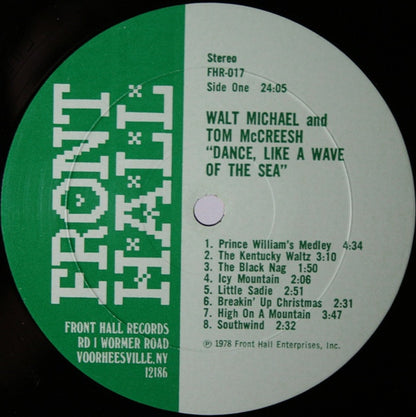 FRONT
HALL
FRONT HALL RECORDS
RD 1 WORMER ROAD
VOORHEESVILLE, NY
12186
Stereo
FHR-017
Side One 24:05
WALT MICHAEL and
TOM McCREESH
"DANCE, LIKE A WAVE
OF THE SEA"
1. Prince William's Medley 4:34
2. The Kentucky Waltz 3:10
3. The Black Nag 1:50
4. Icy Mountain 2:06
5. Little Sadie 2:51
6. Breakin' Up Christmas 2:31
7. High On A Mountain 3:47
8. Southwind 2:32
℗ 1978 Front Hall Enterprises, Inc.